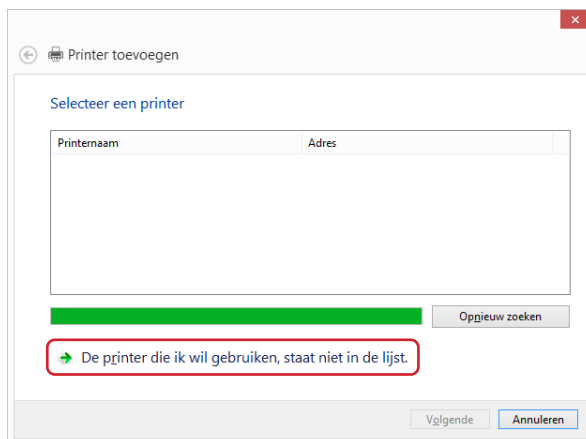 Printer toevoegen
Selecteer een printer
Printernaam Adres
Opnieuw zoeken
De printer die ik wil gebruiken, staat niet in de lijst.
Volgende Annuleren